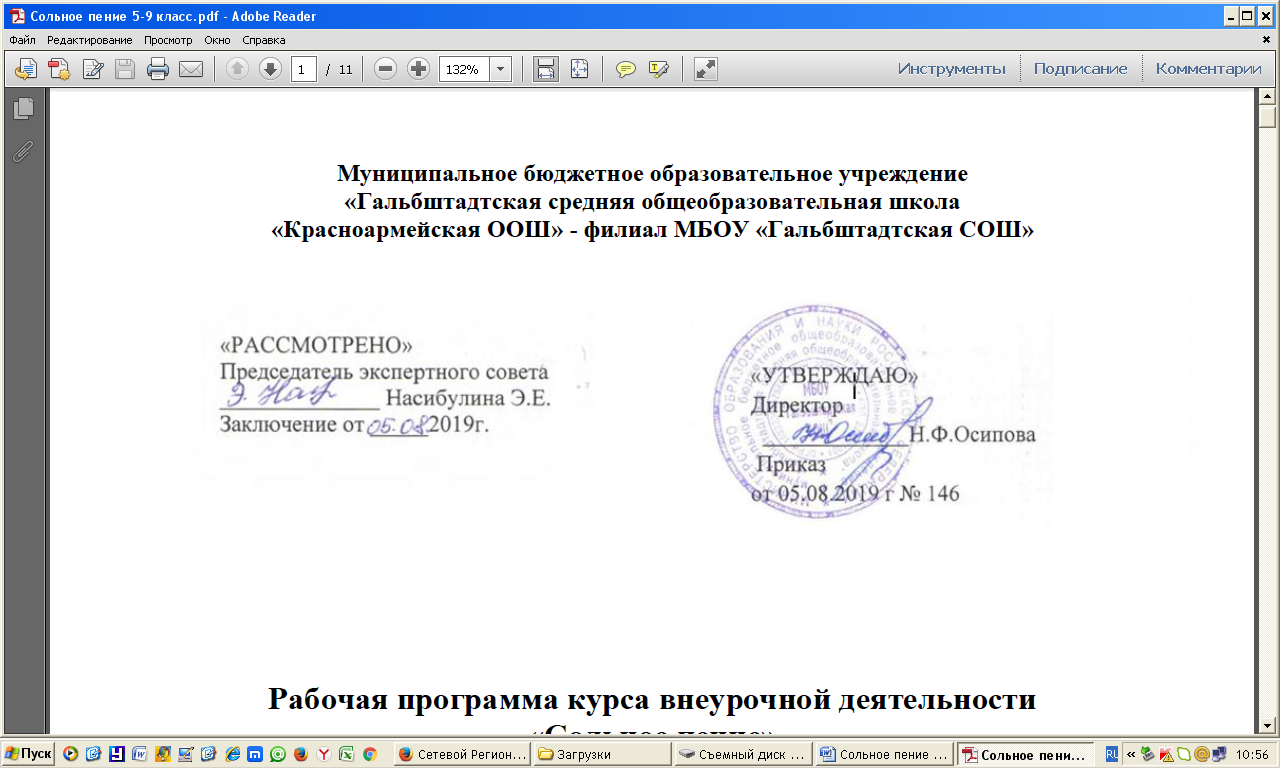 Сольное пение 5-9 класс.pdf - Adobe Reader
Файл Редактирование Просмотр Окно Справка
1 / 11 132% Инструменты Подписание Комментарии
Муниципальное бюджетное образовательное учреждение
«Гальбштадтская средняя общеобразовательная школа
«Красноармейская ООШ» - филиал МБОУ «Гальбштадтская СОШ»
«РАССМОТРЕНО»
Председатель экспертного совета
Насибулина Э.Е.
Заключение от 05.08 2019г.
«УТВЕРЖДАЮ»
Директор
Н.Ф.Осипова
Приказ
от 05.08.2019 г № 146
МБОУ
Рабочая программа курса внеурочной деятельности
«Сольное пение»
Пуск Сетевой Регион... Загрузки Съемный диск ... Сольное пение ... Сольное пени... RU 10:56